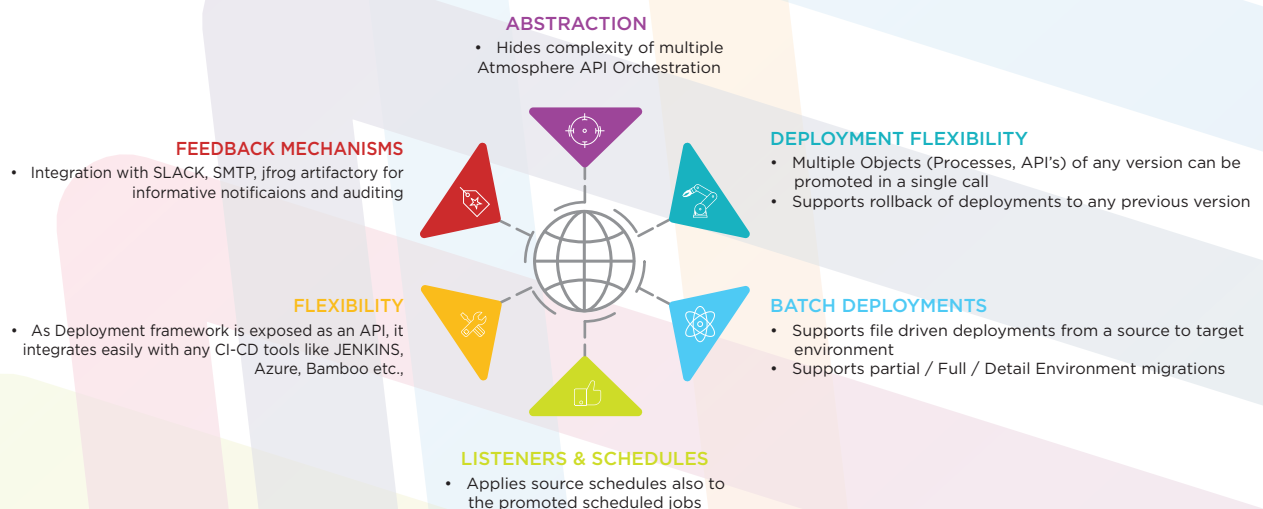 ABSTRACTION
• Hides complexity of multiple
Atmosphere API Orchestration
FEEDBACK MECHANISMS
• Integration with SLACK, SMTP, jfrog artifactory for
informative notificaions and auditing
DEPLOYMENT FLEXIBILITY
• Multiple Objects (Processes, API's) of any version can be
promoted in a single call
• Supports rollback of deployments to any previous version
FLEXIBILITY
• As Deployment framework is exposed as an API, it
integrates easily with any CI-CD tools like JENKINS,
Azure, Bamboo etc.,
BATCH DEPLOYMENTS
• Supports file driven deployments from a source to target
environment
• Supports partial / Full / Detail Environment migrations
LISTENERS & SCHEDULES
• Applies source schedules also to
the promoted scheduled jobs